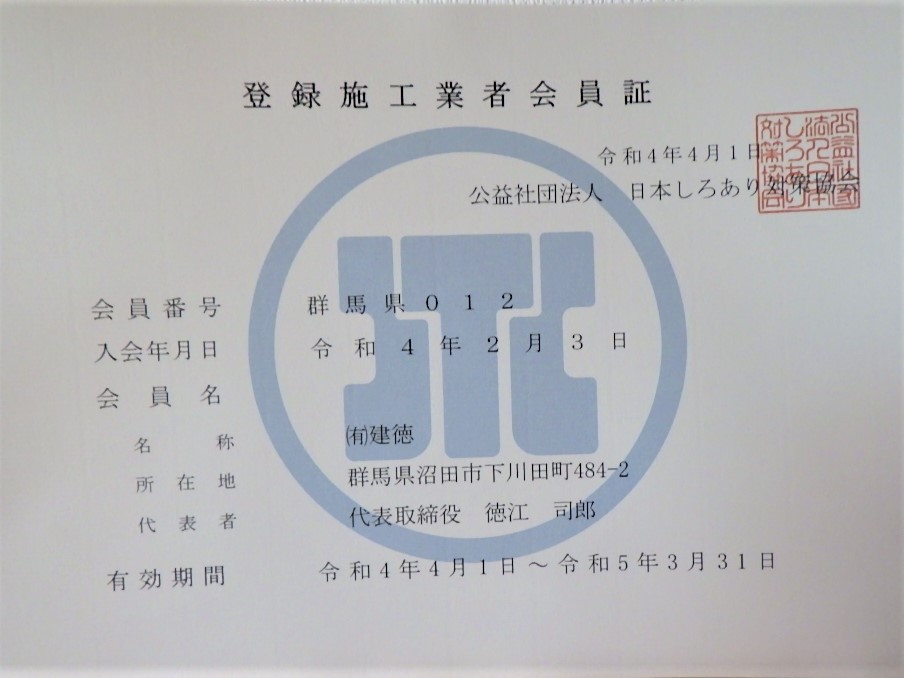 登録施工業者会員証
令和4年4月1日
公益社団法人 日本しろあり対策協会
会員番号 群馬県012
入会年月日 令和4年2月3日
会員名
名称 ㈲建徳
所在地 群馬県沼田市下川田町484-2
代表者 代表取締役 徳江 司郎
有効期間 令和4年4月1日～令和5年3月31日